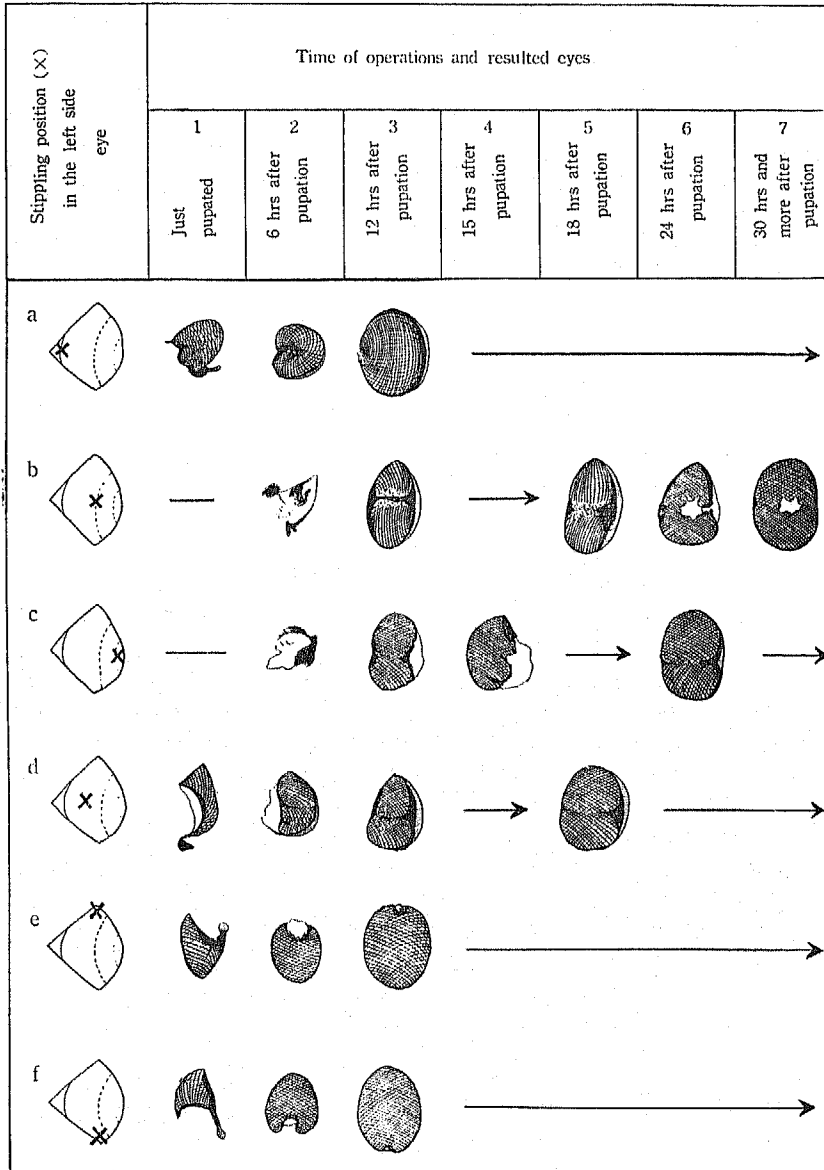 Stippling position (×)
in the left side
eye
Time of operations and resulted eyes
1
Just
pupated
2
6 hrs after
pupation
3
12 hrs after
pupation
4
15 hrs after
pupation
5
18 hrs after
pupation
6
24 hrs after
pupation
7
30 hrs and
more after
pupation
a
b
c
d
e
f